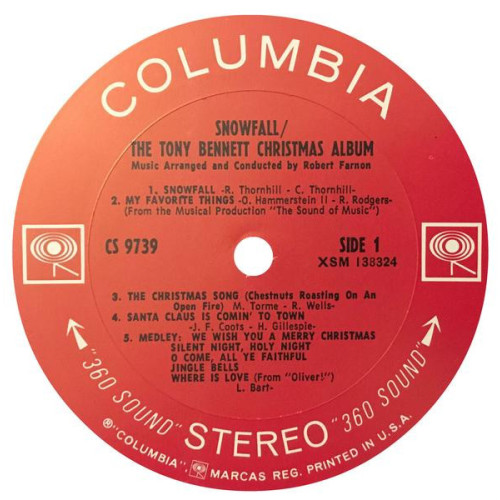 COLUMBIA
SNOWFALL/
THE TONY BENNETT CHRISTMAS ALBUM
Music Arranged and Conducted by Robert Farnon
1. SNOWFALL -R. Thornhill - C. Thornhill-
2. MY FAVORITE THINGS -O. Hammerstein II - R. Rodgers-
(From the Musical Production "The Sound of Music")
CS 9739
SIDE 1
XSM 138324
3. THE CHRISTMAS SONG (Chestnuts Roasting On An
Open Fire) M. Torme - R. Wells-
4. SANTA CLAUS IS COMIN' TO TOWN
-J. F. Coots - H. Gillespie-
5. MEDLEY: WE WISH YOU A MERRY CHRISTMAS
SILENT NIGHT, HOLY NIGHT
O COME, ALL YE FAITHFUL
JINGLE BELLS
WHERE IS LOVE (From "Oliver!")
L. Bart-
"360 SOUND" STEREO "360 SOUND"
®"COLUMBIA", MARCAS REG. PRINTED IN U.S.A.